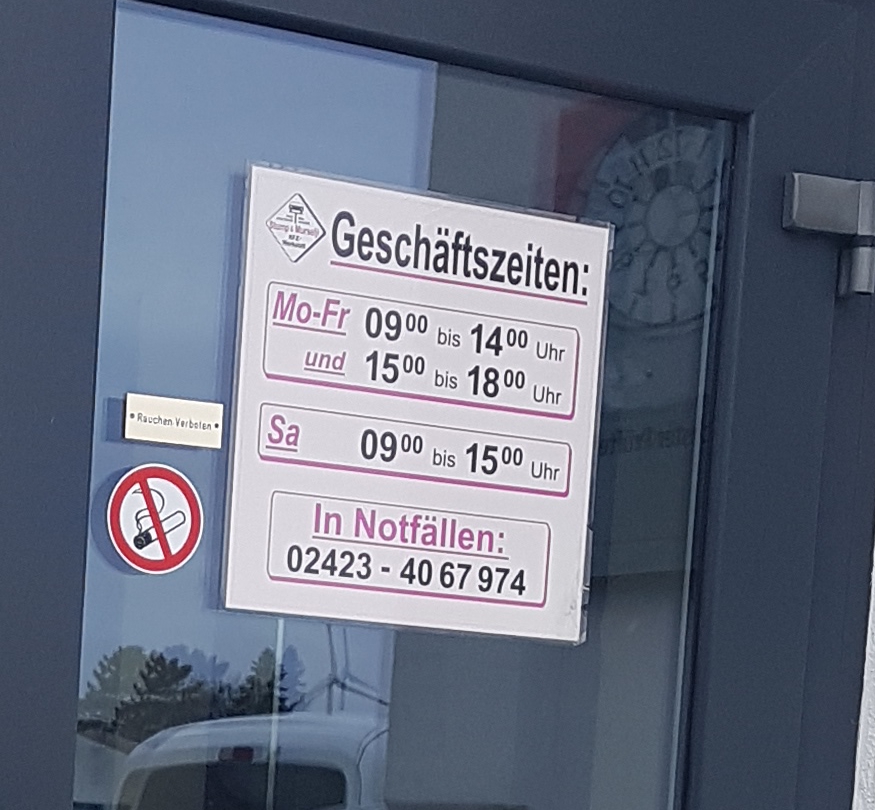 Geschäftszeiten:
Mo-Fr 09⁰⁰ bis 14⁰⁰ Uhr
und 15⁰⁰ bis 18⁰⁰ Uhr
Sa 09⁰⁰ bis 15⁰⁰ Uhr
In Notfällen:
02423 - 40 67 974
• Rauchen Verboten •